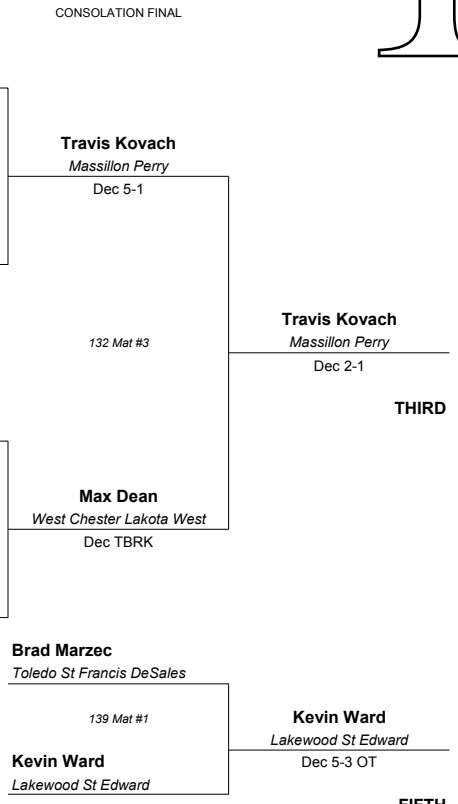 CONSOLATION FINAL
Travis Kovach
Massillon Perry
Dec 5-1
132 Mat #3
Travis Kovach
Massillon Perry
Dec 2-1
THIRD
Max Dean
West Chester Lakota West
Dec TBRK
Brad Marzec
Toledo St Francis DeSales
139 Mat #1
Kevin Ward
Lakewood St Edward
Dec 5-3 OT
Kevin Ward
Lakewood St Edward
FIFTH